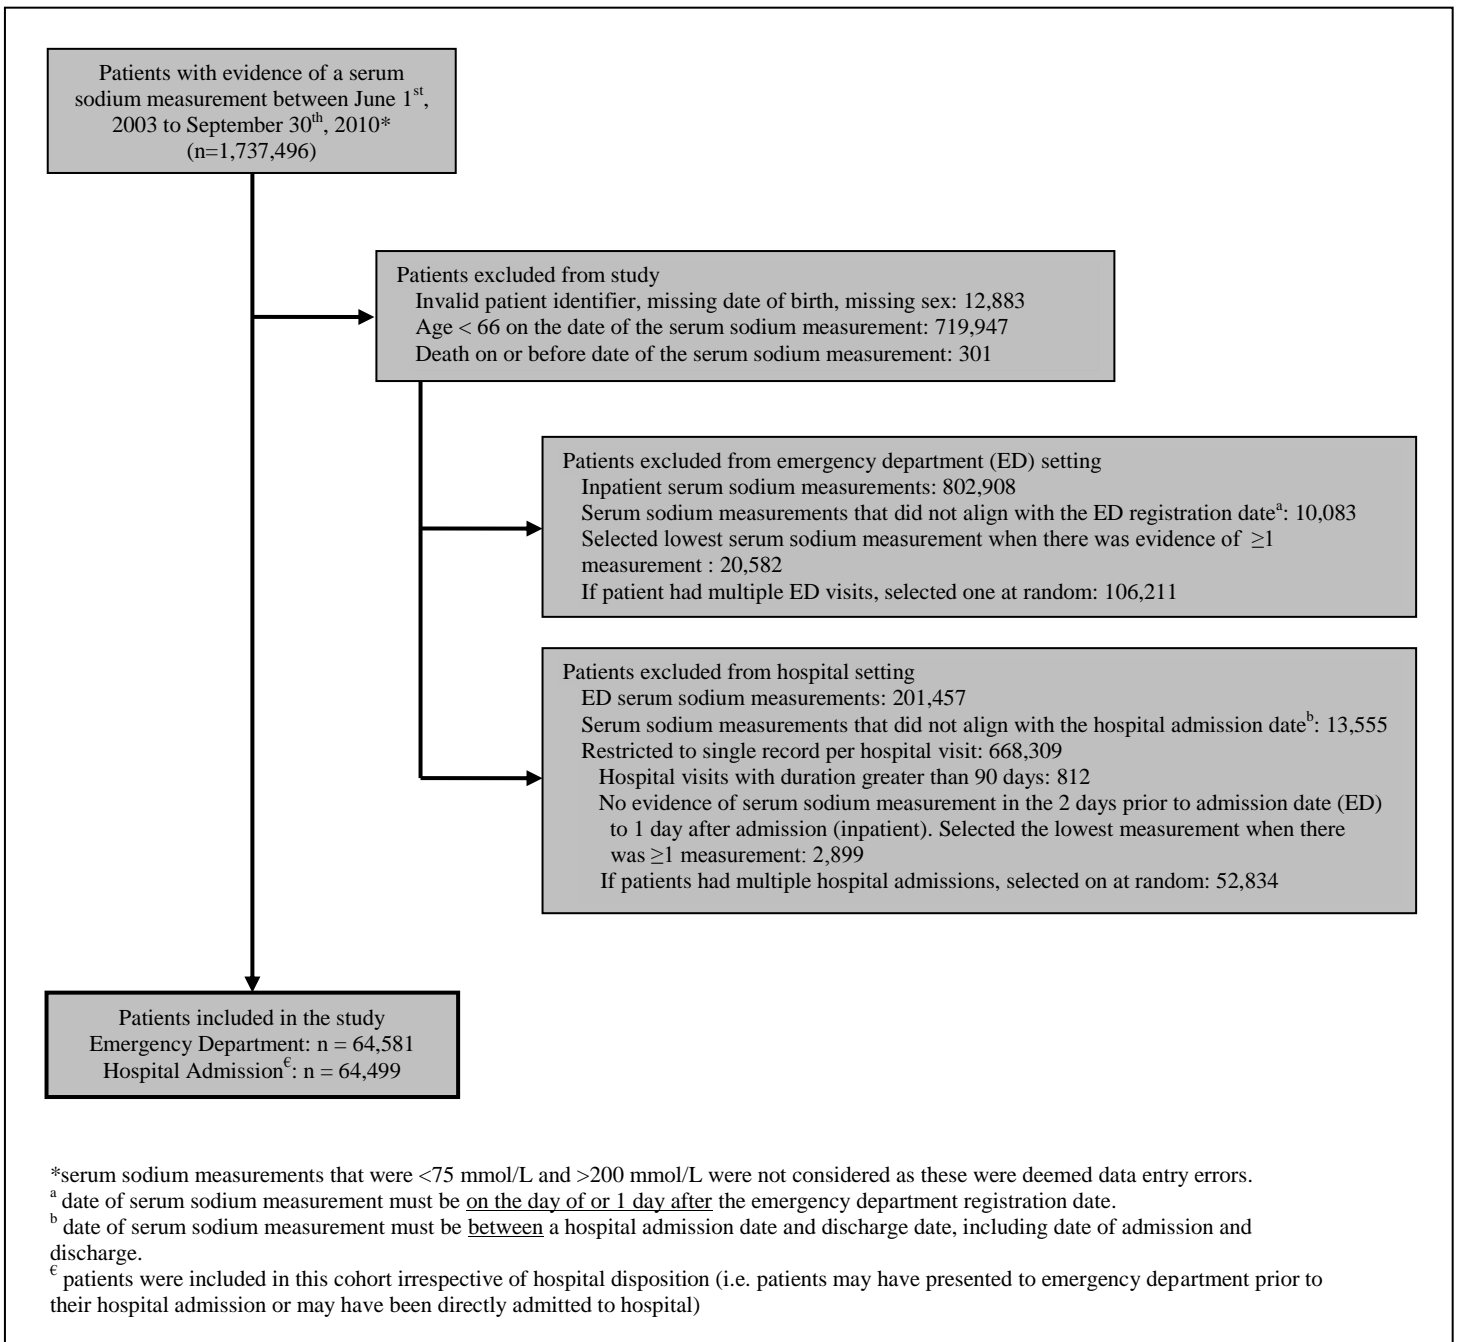 Patients with evidence of a serum
sodium measurement between June 1st,
2003 to September 30th, 2010*
(n=1,737,496)
Patients excluded from study
Invalid patient identifier, missing date of birth, missing sex: 12,883
Age < 66 on the date of the serum sodium measurement: 719,947
Death on or before date of the serum sodium measurement: 301
Patients excluded from emergency department (ED) setting
Inpatient serum sodium measurements: 802,908
Serum sodium measurements that did not align with the ED registration dateª: 10,083
Selected lowest serum sodium measurement when there was evidence of ≥1
measurement : 20,582
If patient had multiple ED visits, selected one at random: 106,211
Patients excluded from hospital setting
ED serum sodium measurements: 201,457
Serum sodium measurements that did not align with the hospital admission dateᵇ: 13,555
Restricted to single record per hospital visit: 668,309
Hospital visits with duration greater than 90 days: 812
No evidence of serum sodium measurement in the 2 days prior to admission date (ED)
to 1 day after admission (inpatient). Selected the lowest measurement when there
was ≥1 measurement: 2,899
If patients had multiple hospital admissions, selected on at random: 52,834
Patients included in the study
Emergency Department: n = 64,581
Hospital Admission€: n = 64,499
*serum sodium measurements that were <75 mmol/L and >200 mmol/L were not considered as these were deemed data entry errors.
ª date of serum sodium measurement must be on the day of or 1 day after the emergency department registration date.
ᵇ date of serum sodium measurement must be between a hospital admission date and discharge date, including date of admission and
discharge.
€ patients were included in this cohort irrespective of hospital disposition (i.e. patients may have presented to emergency department prior to
their hospital admission or may have been directly admitted to hospital)